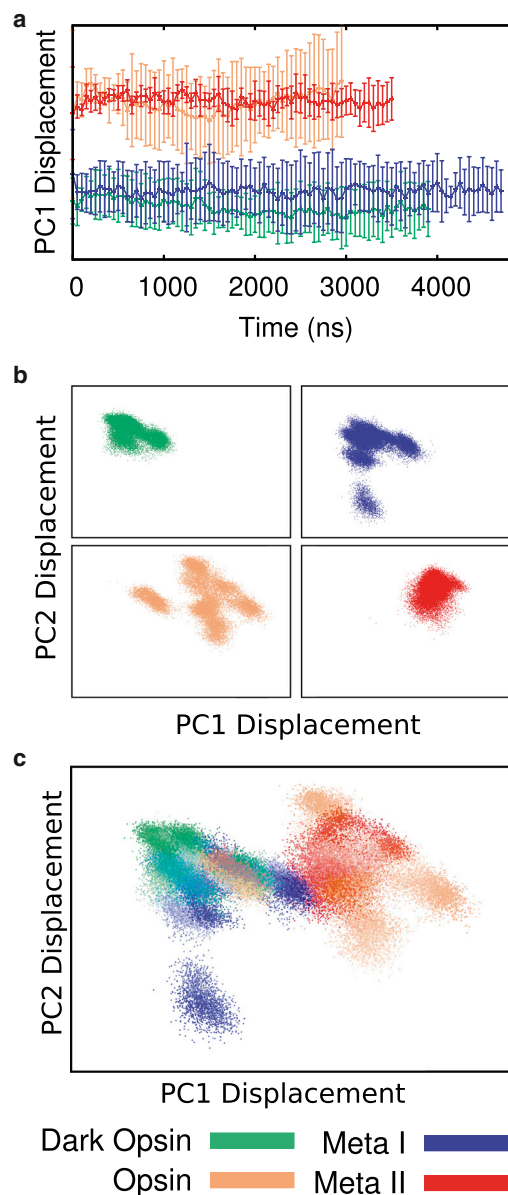 a
PC1 Displacement
0 1000 2000 3000 4000
Time (ns)
b
PC2 Displacement
PC1 Displacement
c
PC2 Displacement
PC1 Displacement
Dark Opsin Meta I
Opsin Meta II